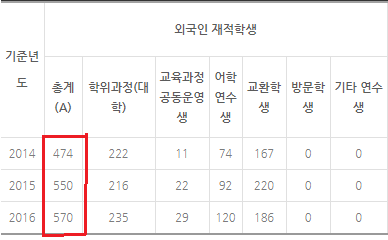 기준년도 외국인 재적학생
총계(A) 학위과정(대학) 교육과정공동운영생 어학연수생 교환학생 방문학생 기타 연수생
2014 474 222 11 74 167 0 0
2015 550 216 22 92 220 0 0
2016 570 235 29 120 186 0 0